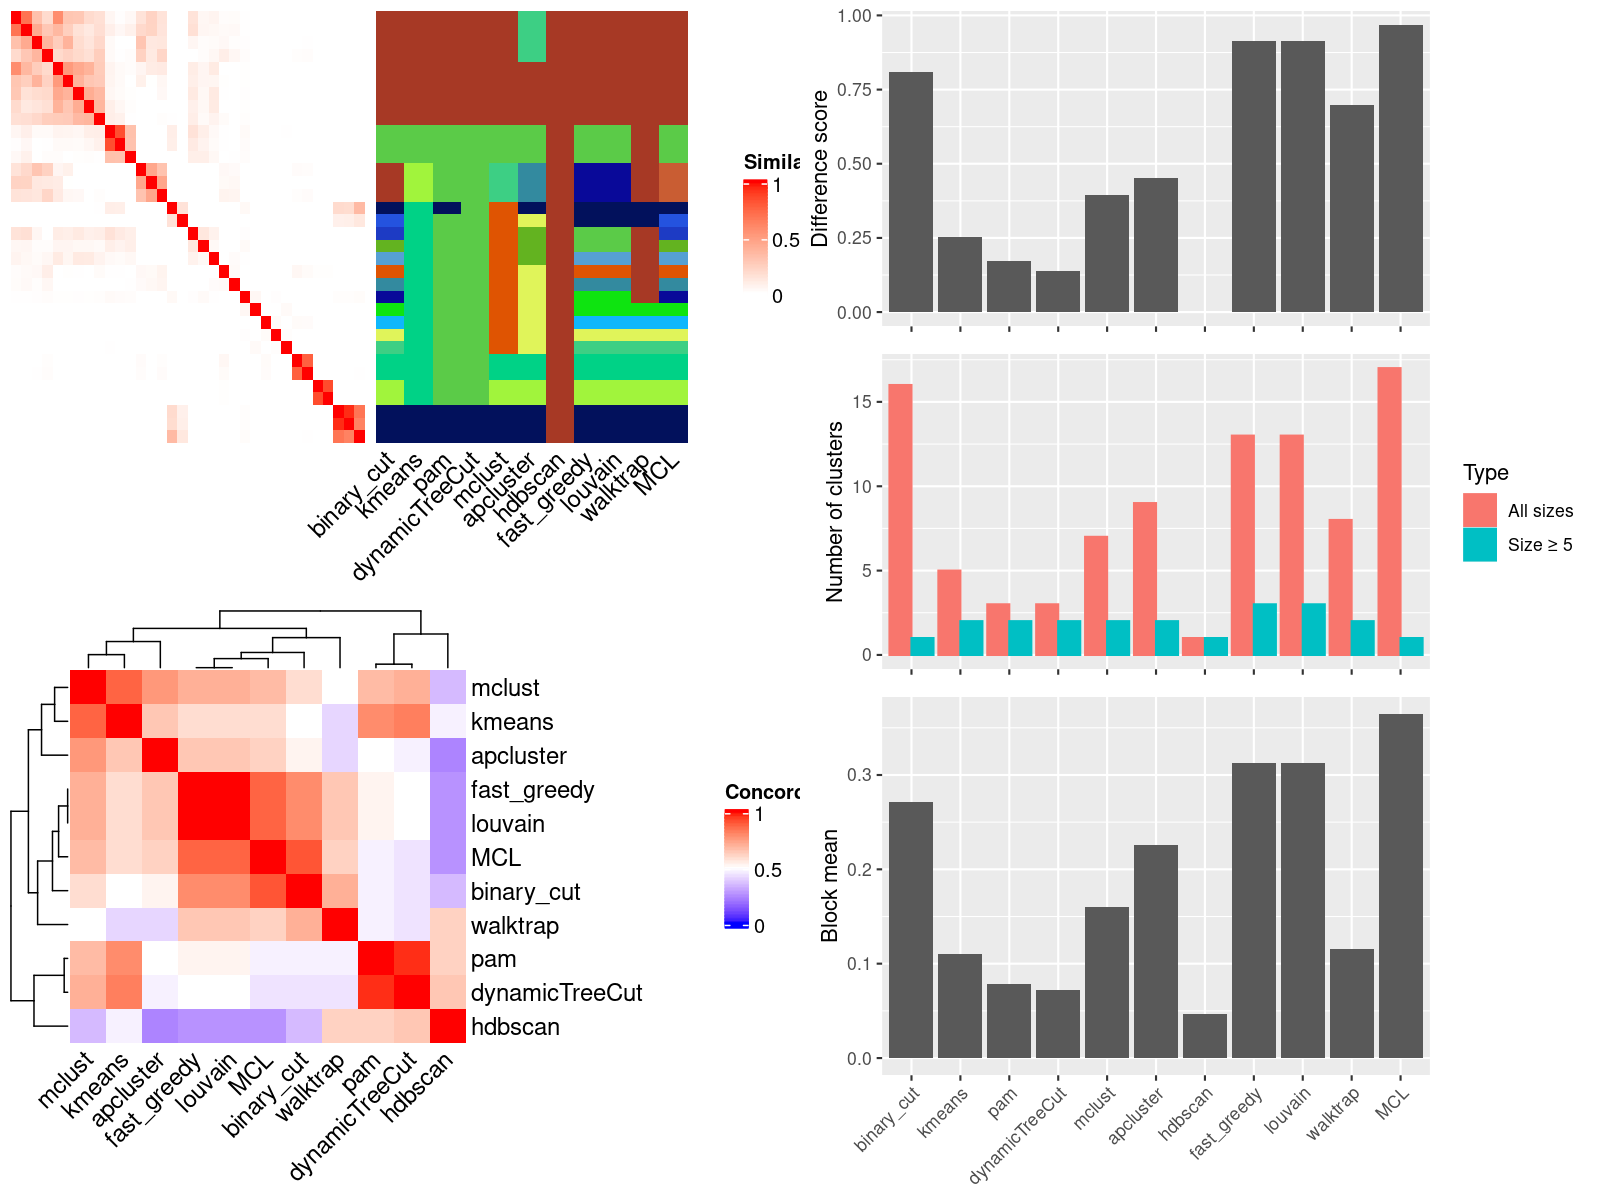 Simila
1
0.5
0
binary_cut
kmeans
pam
dynamicTreeCut
mclust
apcluster
hdbscan
fast_greedy
louvain
walktrap
MCL
Concord
1
0.5
0
mclust
kmeans
apcluster
fast_greedy
louvain
MCL
binary_cut
walktrap
pam
dynamicTreeCut
hdbscan
mclust
kmeans
apcluster
fast_greedy
louvain
MCL
binary_cut
walktrap
pam
dynamicTreeCut
hdbscan
Difference score
1.00
0.75
0.50
0.25
0.00
Number of clusters
15
10
5
0
Type
All sizes
Size ≥ 5
Block mean
0.3
0.2
0.1
0.0
binary_cut
kmeans
pam
dynamicTreeCut
mclust
apcluster
hdbscan
fast_greedy
louvain
walktrap
MCL